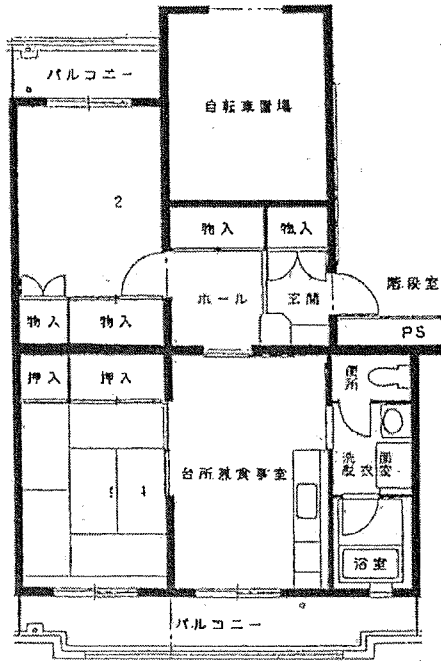 バルコニー
自転車置場
2
物入
物入
ホール
玄関
階段室
物入
物入
PS
押入
押入
便所
台所兼食事室
洗面
脱衣室
浴室
バルコニー